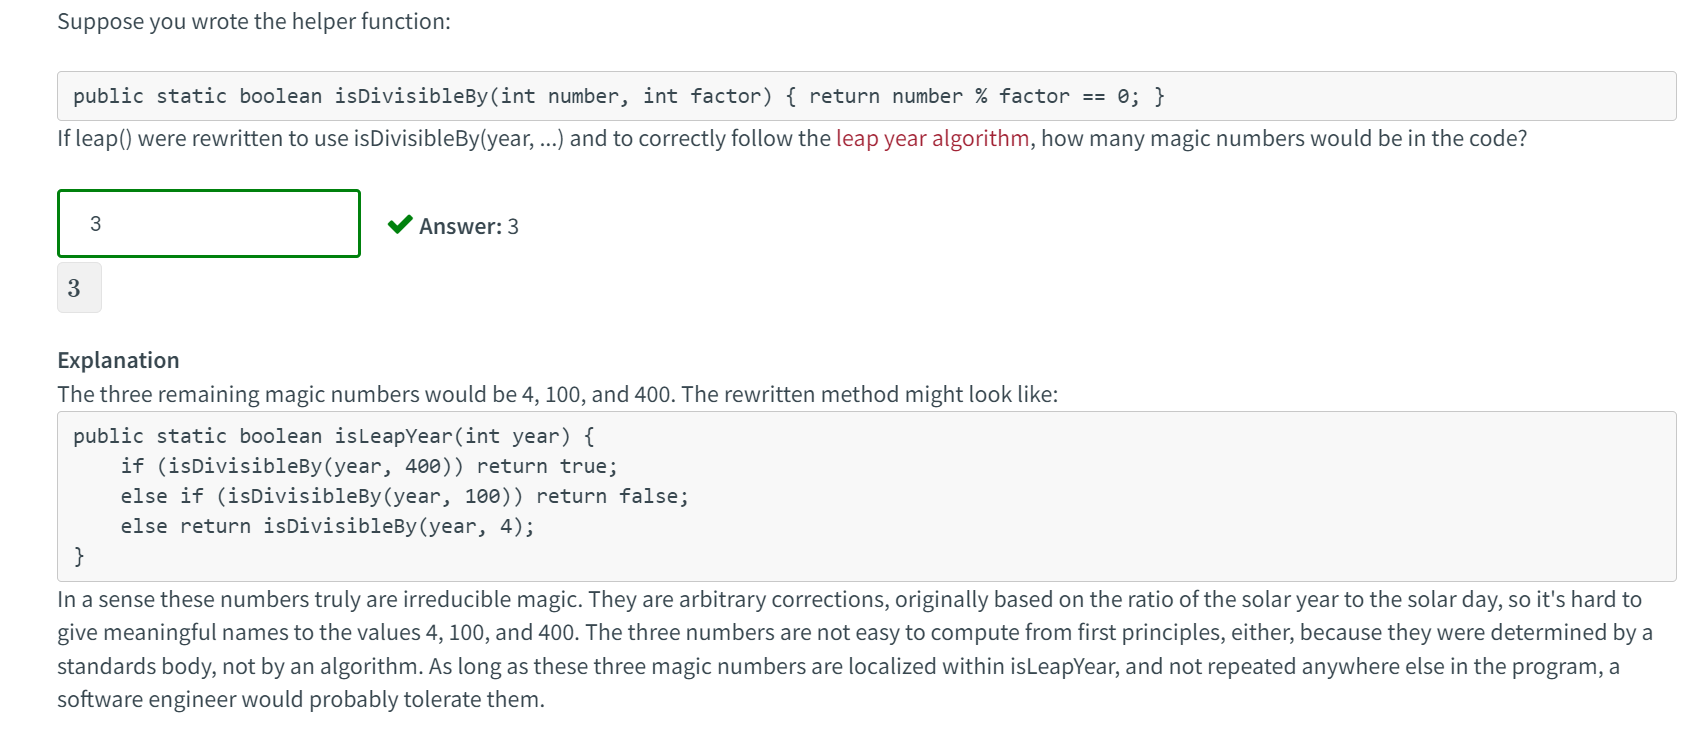 Suppose you wrote the helper function:
public static boolean isDivisibleBy(int number, int factor) { return number % factor == 0; }
If leap() were rewritten to use isDivisibleBy(year, ...) and to correctly follow the leap year algorithm, how many magic numbers would be in the code?
3
Answer: 3
3
Explanation
The three remaining magic numbers would be 4, 100, and 400. The rewritten method might look like:
public static boolean isLeapYear(int year) {
    if (isDivisibleBy(year, 400)) return true;
    else if (isDivisibleBy(year, 100)) return false;
    else return isDivisibleBy(year, 4);
}
In a sense these numbers truly are irreducible magic. They are arbitrary corrections, originally based on the ratio of the solar year to the solar day, so it's hard to
give meaningful names to the values 4, 100, and 400. The three numbers are not easy to compute from first principles, either, because they were determined by a
standards body, not by an algorithm. As long as these three magic numbers are localized within isLeapYear, and not repeated anywhere else in the program, a
software engineer would probably tolerate them.